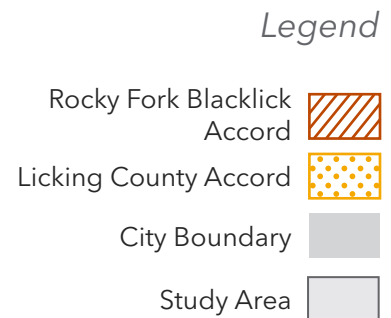 Legend
Rocky Fork Blacklick
Accord
Licking County Accord
City Boundary
Study Area